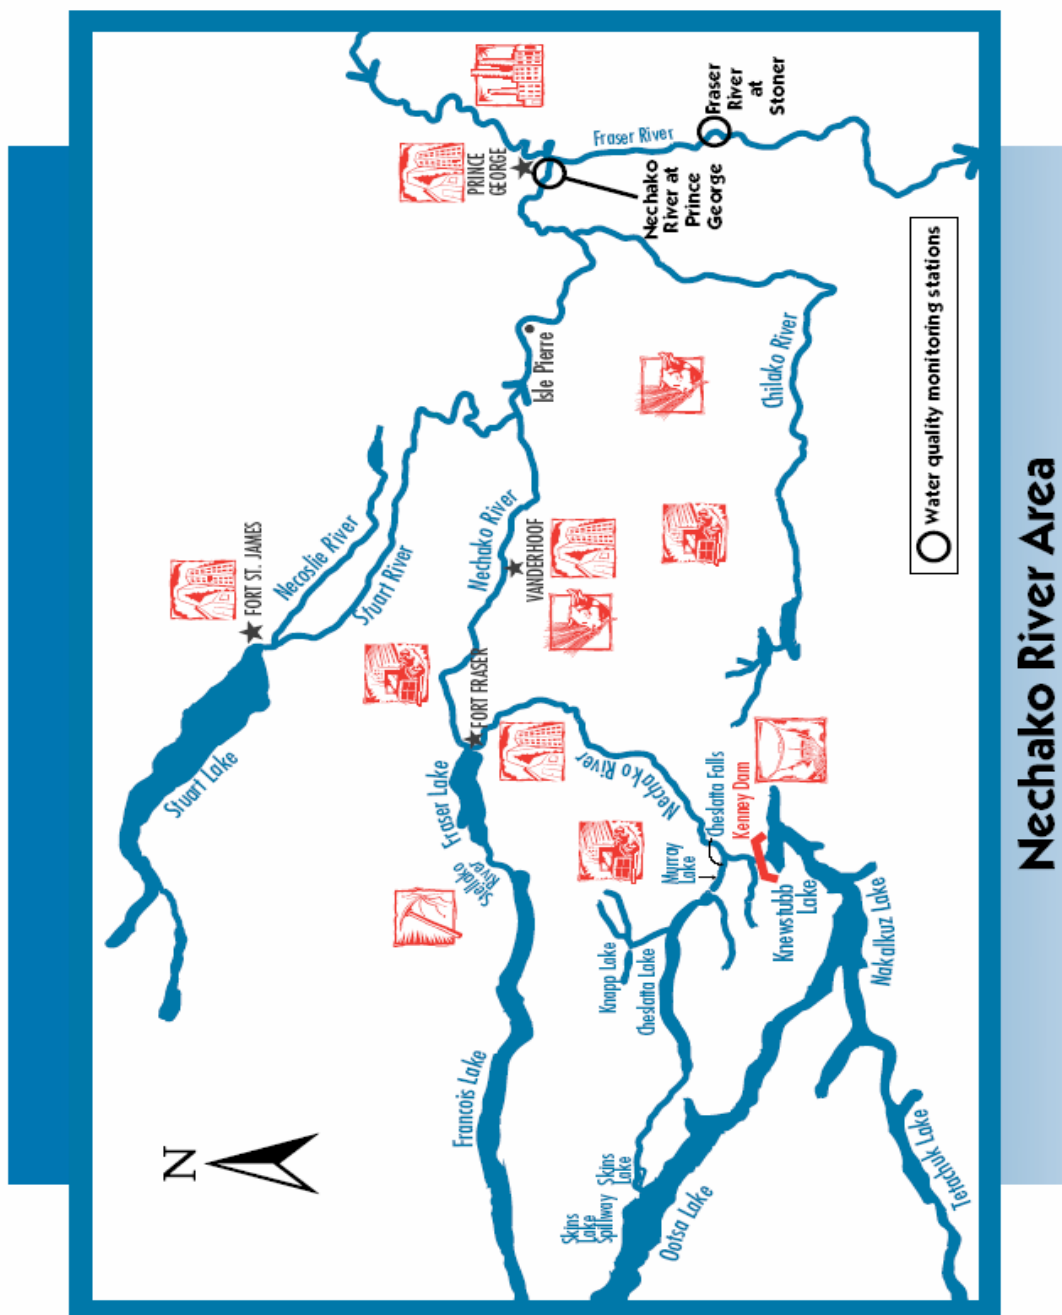 N
Stuart Lake
FORT ST. JAMES
Necoslie River
Stuart River
Francois Lake
Stellako
River
Fraser Lake
FORT FRASER
Nechako River
VANDERHOOF
Isle Pierre
PRINCE
GEORGE
Fraser River
Nechako
River at
Prince
George
Fraser
River
at
Stoner
Skins
Lake
Spillway
Skins
Lake
Ootsa Lake
Knapp Lake
Cheslatta Lake
Murray
Lake
Nechako River
Cheslatta Falls
Kenney Dam
Knewstubb
Lake
Nakalkuz Lake
Tetachuk Lake
Chilako River
Water quality monitoring stations
Nechako River Area